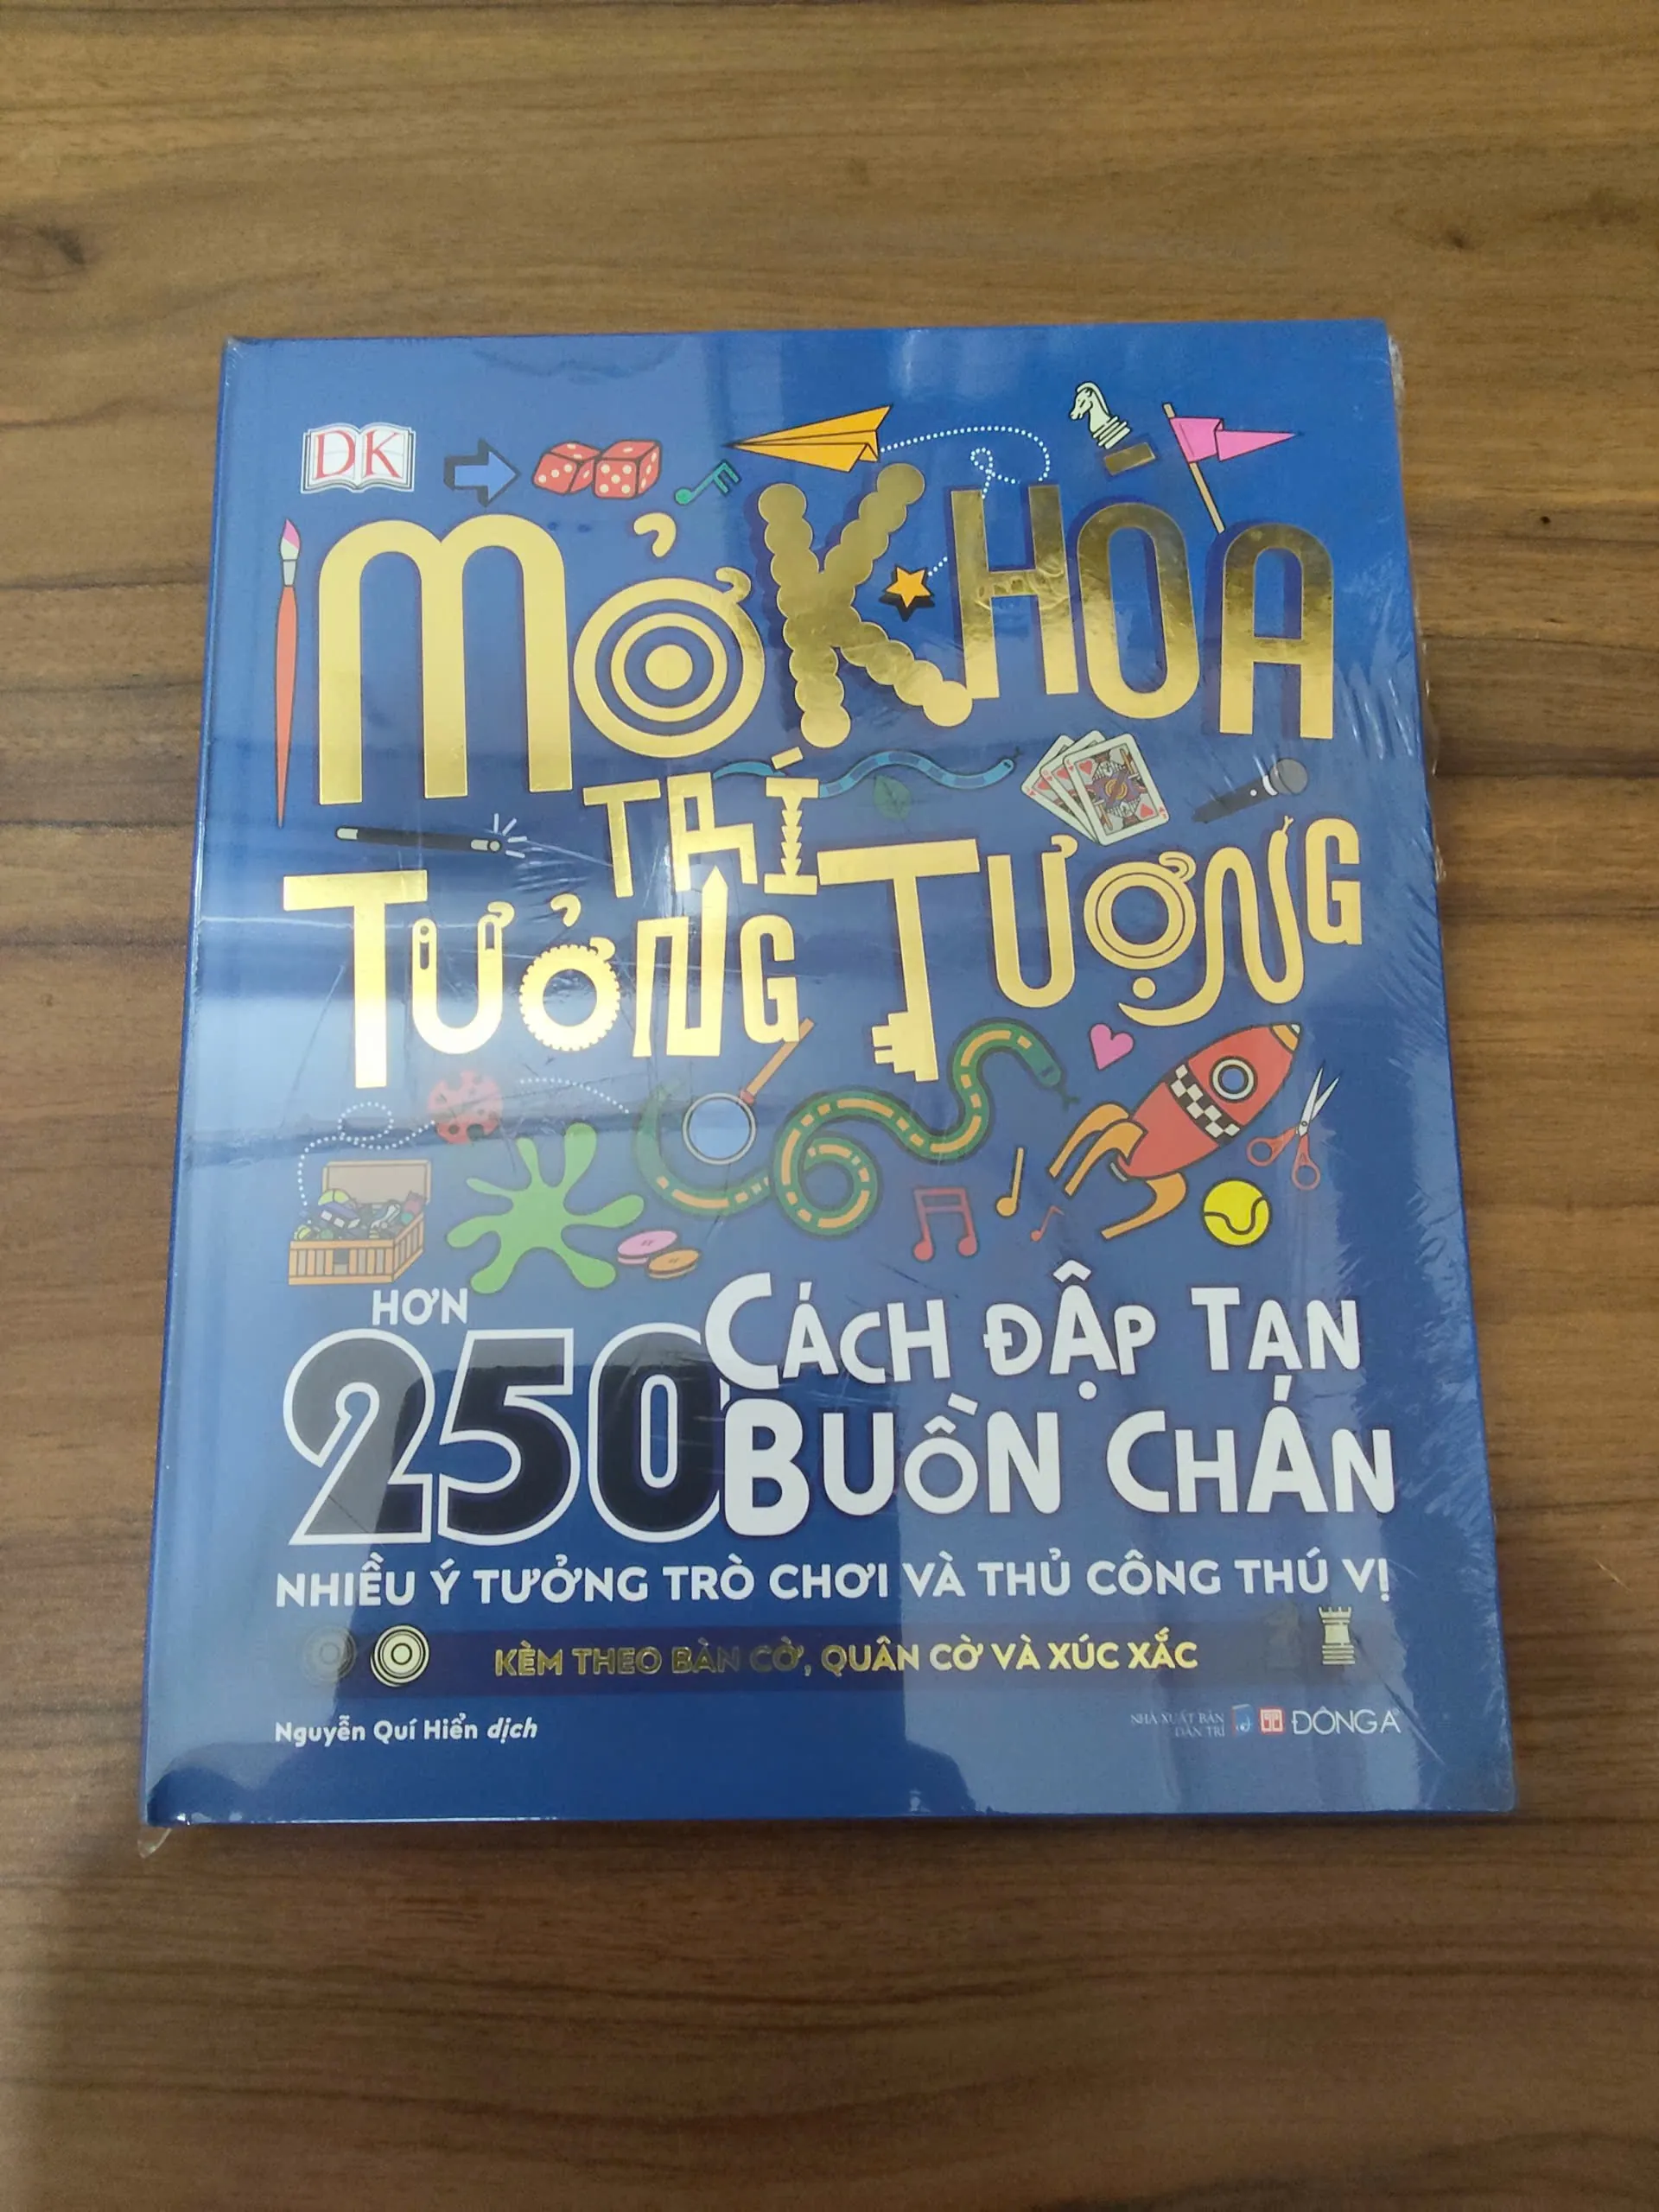 DK
MỞ KHÓA
TRÍ
TƯỞNG TƯỢNG
HƠN
250 CÁCH ĐẬP TAN
BUỒN CHÁN
NHIỀU Ý TƯỞNG TRÒ CHƠI VÀ THỦ CÔNG THÚ VỊ
KÈM THEO BÀN CỜ, QUÂN CỜ VÀ XÚC XẮC
Nguyễn Quí Hiển dịch
NHÀ XUẤT BẢN
DÂN TRÍ
ĐÔNG A